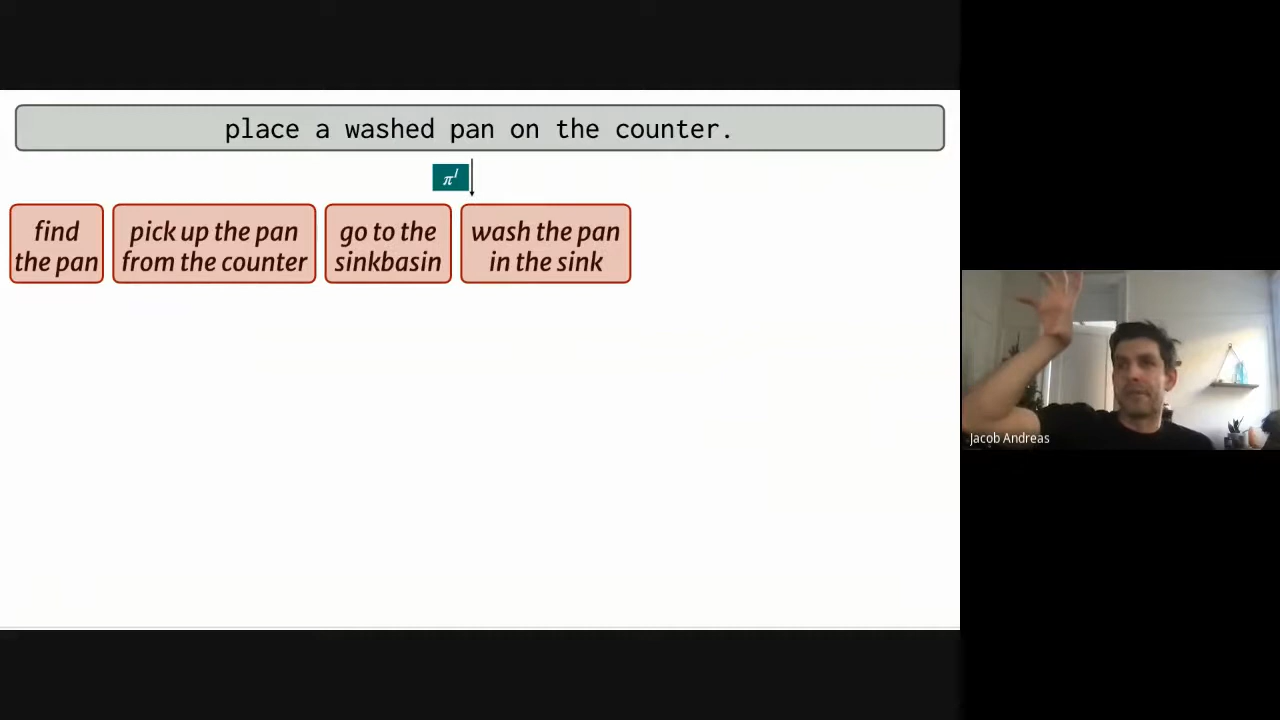 place a washed pan on the counter.
πˡ
find
the pan
pick up the pan
from the counter
go to the
sinkbasin
wash the pan
in the sink
Jacob Andreas